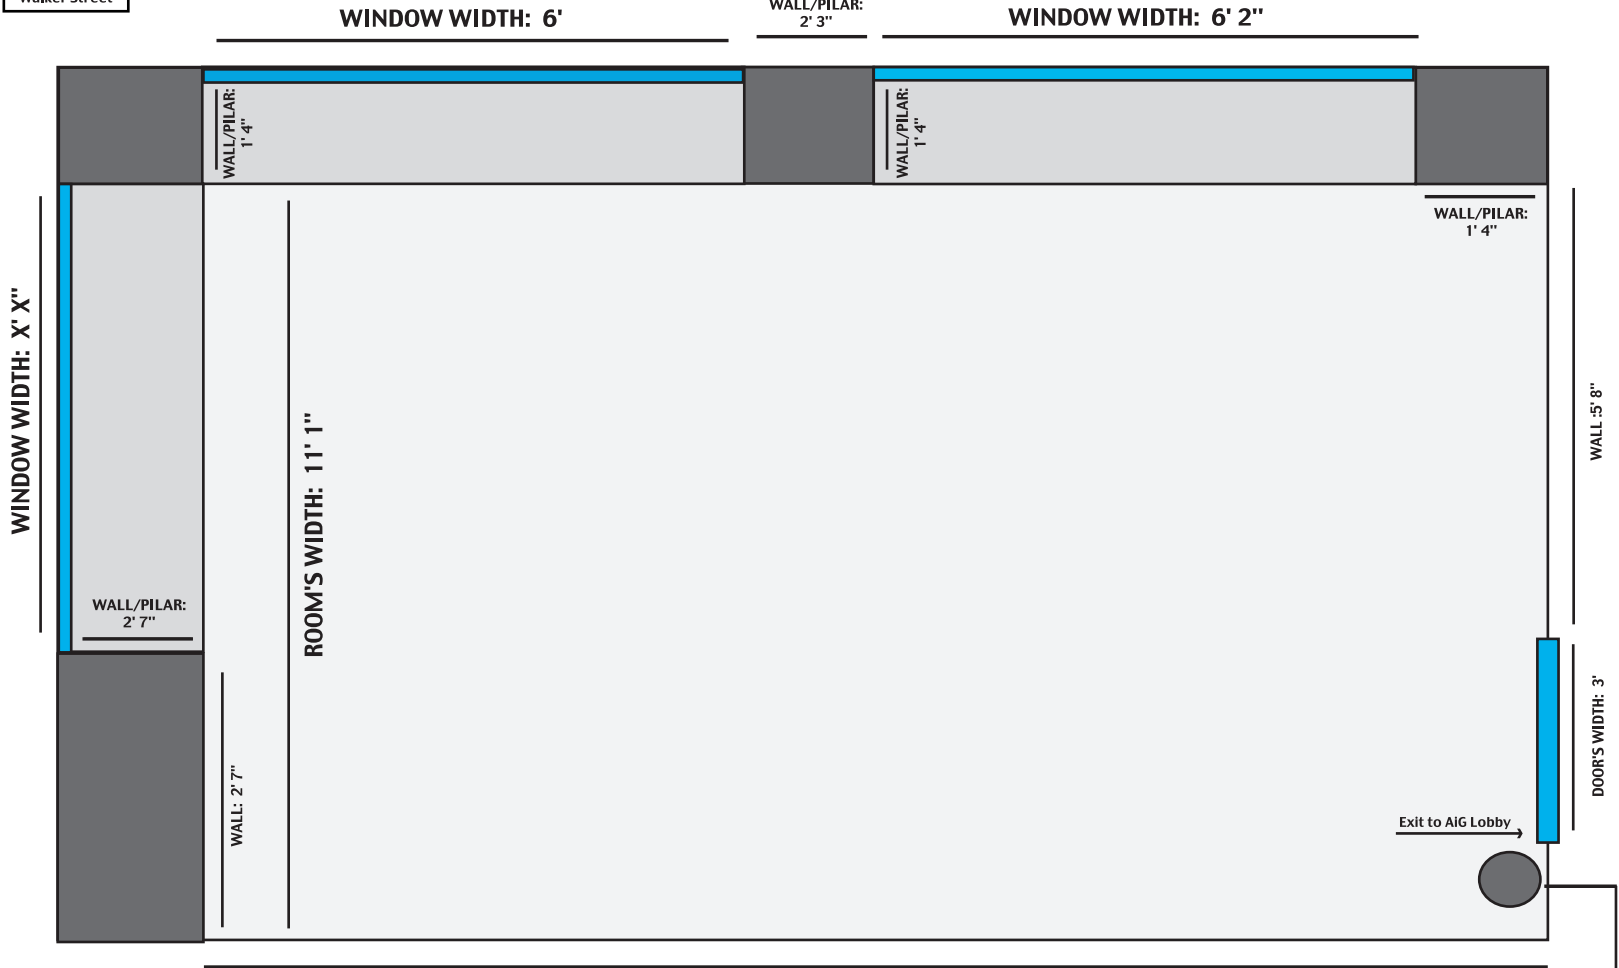 Walker Street
WINDOW WIDTH: 6'
WALL/PILAR:
2' 3"
WINDOW WIDTH: 6' 2"
WALL/PILAR:
1' 4"
WALL/PILAR:
1' 4"
WALL/PILAR:
1' 4"
WINDOW WIDTH: X' X"
ROOM'S WIDTH: 11' 1"
WALL :5' 8"
WALL/PILAR:
2' 7"
WALL: 2' 7"
DOOR'S WIDTH: 3'
Exit to AiG Lobby